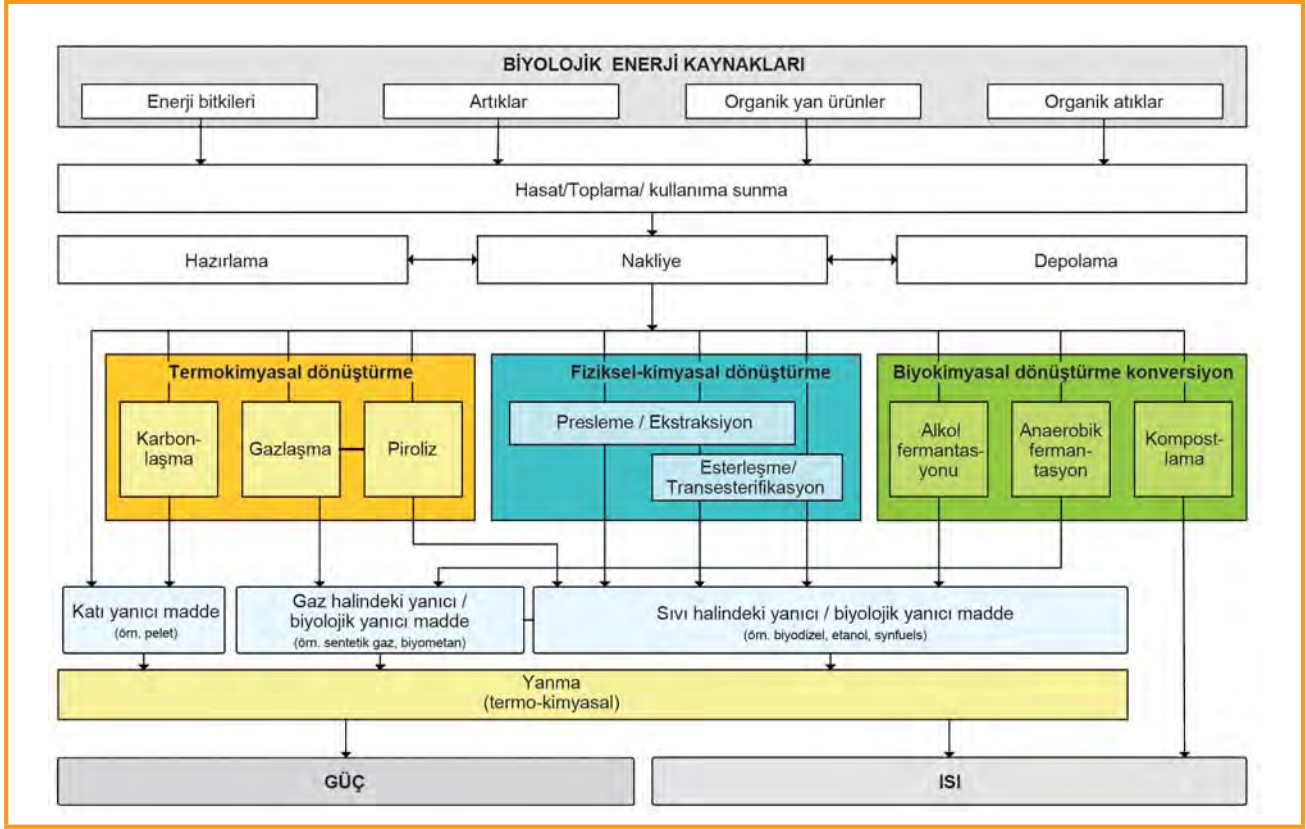 BİYOLOJİK ENERJİ KAYNAKLARI
Enerji bitkileri
Artıklar
Organik yan ürünler
Organik atıklar
Hasat/Toplama/ kullanıma sunma
Hazırlama
Nakliye
Depolama
Termokimyasal dönüştürme
Karbon-
laşma
Gazlaşma
Piroliz
Fiziksel-kimyasal dönüştürme
Presleme / Ekstraksiyon
Esterleşme/
Transesterifikasyon
Biyokimyasal dönüştürme konversiyon
Alkol
fermantas-
yonu
Anaerobik
ferman-
tasyon
Kompost-
lama
Katı yanıcı madde
(örn. pelet)
Gaz halindeki yanıcı /
biyolojik yanıcı madde
(örn. sentetik gaz, biyometan)
Sıvı halindeki yanıcı / biyolojik yanıcı madde
(örn. biyodizel, etanol, synfuels)
Yanma
(termo-kimyasal)
GÜÇ
ISI